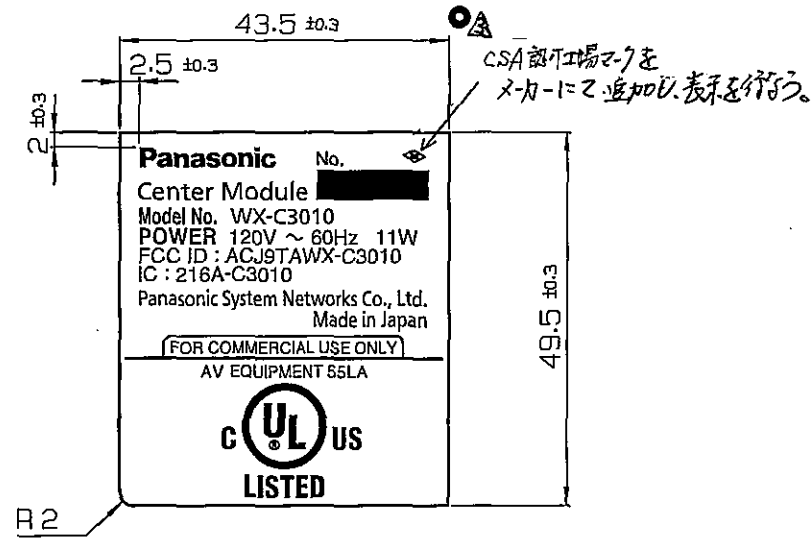 43.5 ±0.3
2.5 ±0.3
CSA認可工場マークを
メーカーにて追加し、表示を行なう。
2 ±0.3
Panasonic No.
Center Module
Model No. WX-C3010
POWER 120V ~ 60Hz 11W
FCC ID : ACJ9TAWX-C3010
IC : 216A-C3010
Panasonic System Networks Co., Ltd.
Made in Japan
FOR COMMERCIAL USE ONLY
AV EQUIPMENT 55LA
C UL ® US
LISTED
49.5 ±0.3
R2